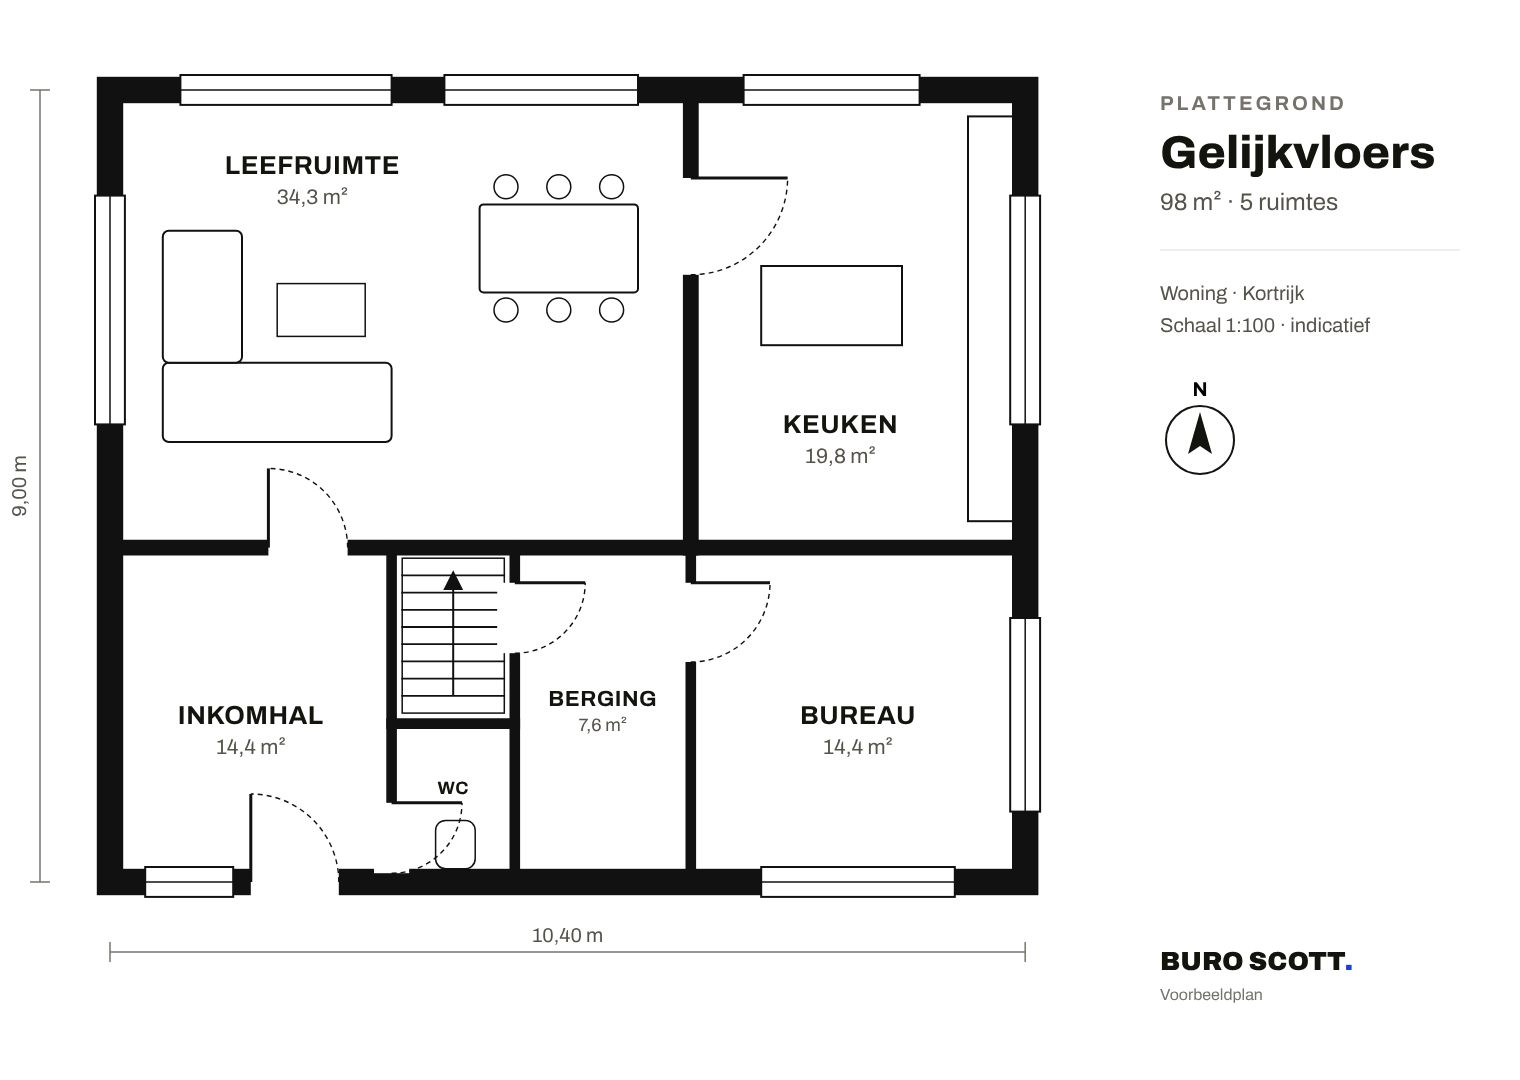 PLATTEGROND
Gelijkvloers
98 m² · 5 ruimtes
Woning · Kortrijk
Schaal 1:100 · indicatief
N
LEEFRUIMTE
34,3 m²
KEUKEN
19,8 m²
INKOMHAL
14,4 m²
WC
BERGING
7,6 m²
BUREAU
14,4 m²
9,00 m
10,40 m
BURO SCOTT.
Voorbeeldplan